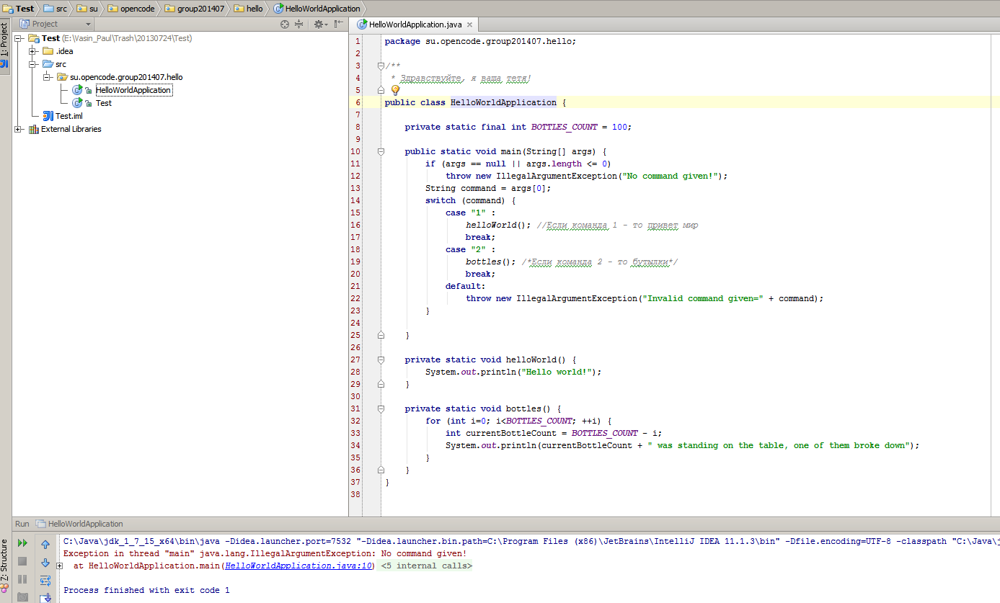 Test src su opencode group201407 hello HelloWorldApplication
1: Project
Project
HelloWorldApplication.java
Test (E:\Vasin_Paul\Trash\20130724\Test)
.idea
src
su.opencode.group201407.hello
HelloWorldApplication
Test
Test.iml
External Libraries
1 package su.opencode.group201407.hello;
2
3 /**
4 * Здравствуйте, я ваша тетя!
5
6 public class HelloWorldApplication {
7
8 private static final int BOTTLES_COUNT = 100;
9
10 public static void main(String[] args) {
11 if (args == null || args.length <= 0)
12 throw new IllegalArgumentException("No command given!");
13 String command = args[0];
14 switch (command) {
15 case "1" :
16 helloWorld(); //Если команда 1 - то привет мир
17 break;
18 case "2" :
19 bottles(); /*Если команда 2 - то бутылки*/
20 break;
21 default:
22 throw new IllegalArgumentException("Invalid command given=" + command);
23 }
24
25 }
26
27 private static void helloWorld() {
28 System.out.println("Hello world!");
29 }
30
31 private static void bottles() {
32 for (int i=0; i<BOTTLES_COUNT; ++i) {
33 int currentBottleCount = BOTTLES_COUNT - i;
34 System.out.println(currentBottleCount + " was standing on the table, one of them broke down");
35 }
36 }
37 }
38
Run HelloWorldApplication
Z: Structure
C:\Java\jdk_1_7_15_x64\bin\java -Didea.launcher.port=7532 "-Didea.launcher.bin.path=C:\Program Files (x86)\JetBrains\IntelliJ IDEA 11.1.3\bin" -Dfile.encoding=UTF-8 -classpath "C:\Java\j
Exception in thread "main" java.lang.IllegalArgumentException: No command given!
at HelloWorldApplication.main(HelloWorldApplication.java:10) <5 internal calls>
Process finished with exit code 1